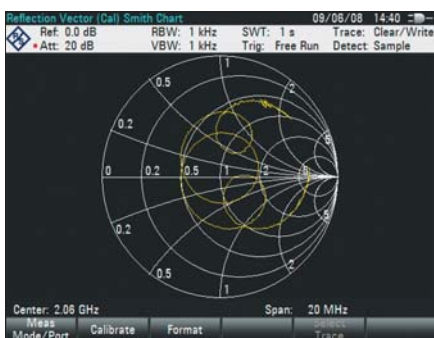 Reflection Vector (Cal) Smith Chart 09/06/08 14:40
Ref: 0.0 dB RBW: 1 kHz SWT: 1 s Trace: Clear/Write
Att: 20 dB VBW: 1 kHz Trig: Free Run Detect: Sample
1
0.5 2
0.2
0 0.2 0.5 1 2 5
0.2 5
0.5 2
1
Center: 2.06 GHz Span: 20 MHz
Meas Mode/Port Calibrate Format Select Trace